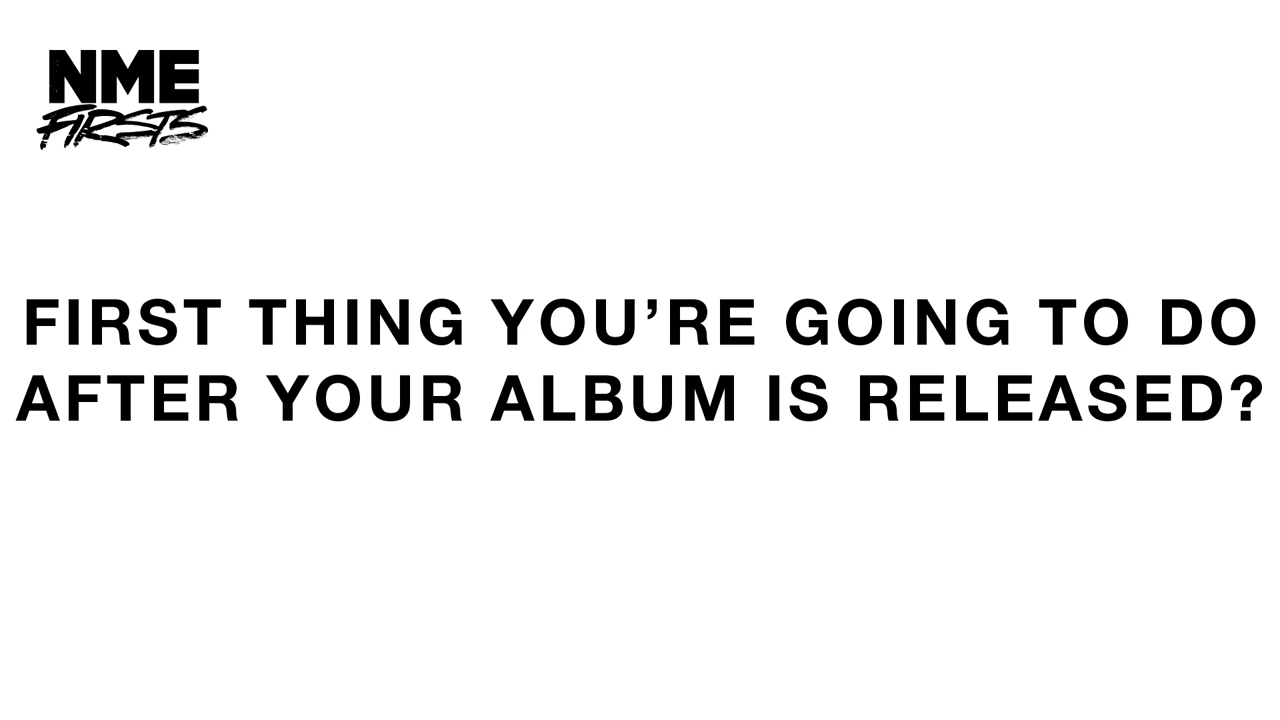 NME
FIRSTS
FIRST THING YOU’RE GOING TO DO
AFTER YOUR ALBUM IS RELEASED?